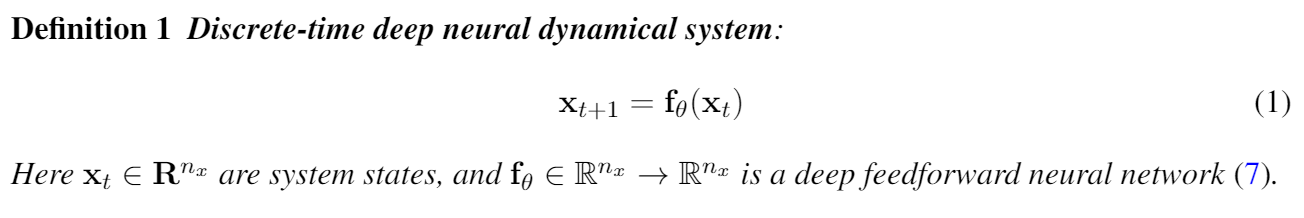 Definition 1 Discrete-time deep neural dynamical system:
x_{t+1} = f_θ(x_t) (1)
Here x_t ∈ R^{n_x} are system states, and f_θ ∈ ℝ^{n_x} → ℝ^{n_x} is a deep feedforward neural network (7).